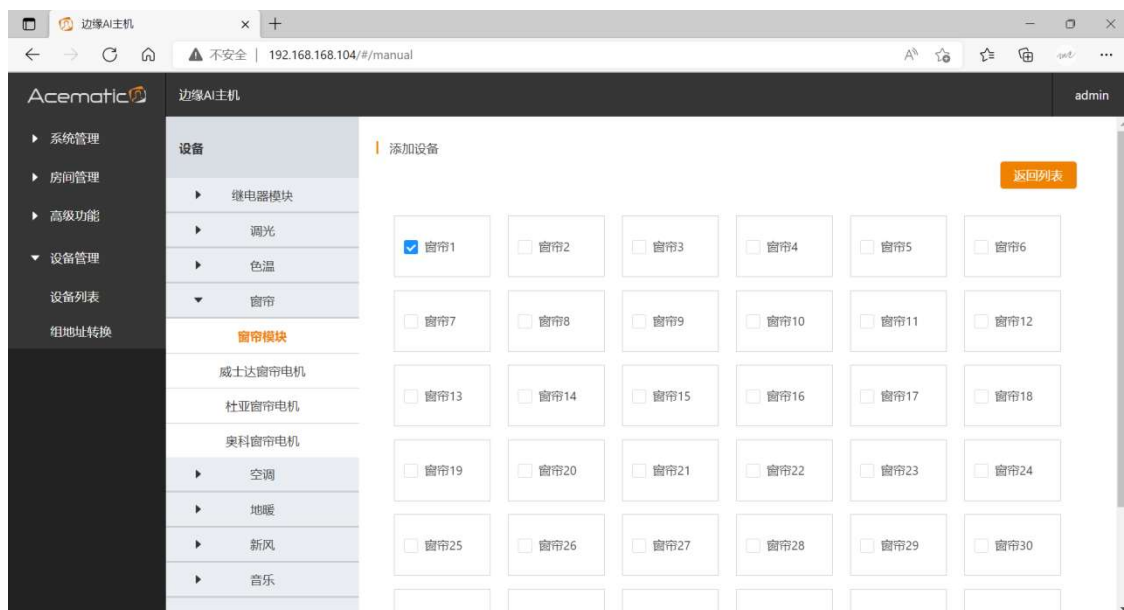 边缘AI主机
不安全 | 192.168.168.104/#/manual
Acematic
边缘AI主机
admin
系统管理
房间管理
高级功能
设备管理
设备列表
组地址转换
设备
继电器模块
调光
色温
窗帘
窗帘模块
威士达窗帘电机
杜亚窗帘电机
奥科窗帘电机
空调
地暖
新风
音乐
添加设备
返回列表
窗帘1 窗帘2 窗帘3 窗帘4 窗帘5 窗帘6
窗帘7 窗帘8 窗帘9 窗帘10 窗帘11 窗帘12
窗帘13 窗帘14 窗帘15 窗帘16 窗帘17 窗帘18
窗帘19 窗帘20 窗帘21 窗帘22 窗帘23 窗帘24
窗帘25 窗帘26 窗帘27 窗帘28 窗帘29 窗帘30